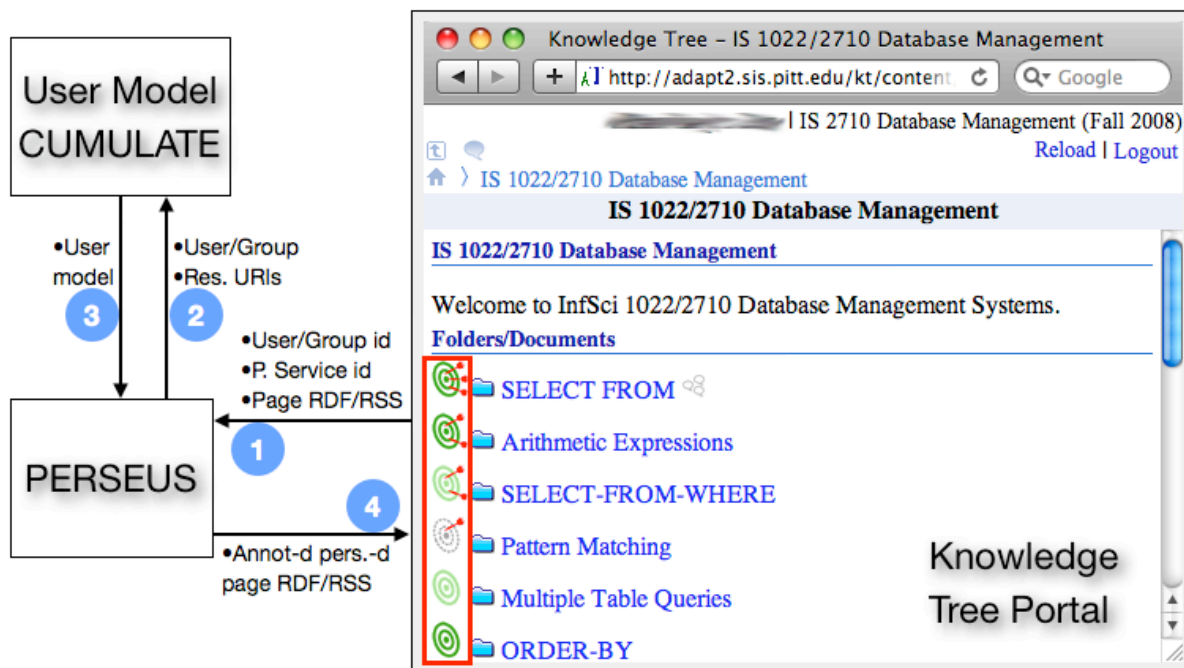 User Model
CUMULATE
•User
model
3
•User/Group
•Res. URIs
2
•User/Group id
•P. Service id
•Page RDF/RSS
1
PERSEUS
4
•Annot-d pers.-d
page RDF/RSS
Knowledge Tree – IS 1022/2710 Database Management
http://adapt2.sis.pitt.edu/kt/content
Google
| IS 2710 Database Management (Fall 2008)
Reload | Logout
IS 1022/2710 Database Management
IS 1022/2710 Database Management
IS 1022/2710 Database Management
Welcome to InfSci 1022/2710 Database Management Systems.
Folders/Documents
SELECT FROM
Arithmetic Expressions
SELECT-FROM-WHERE
Pattern Matching
Multiple Table Queries
ORDER-BY
Knowledge
Tree Portal